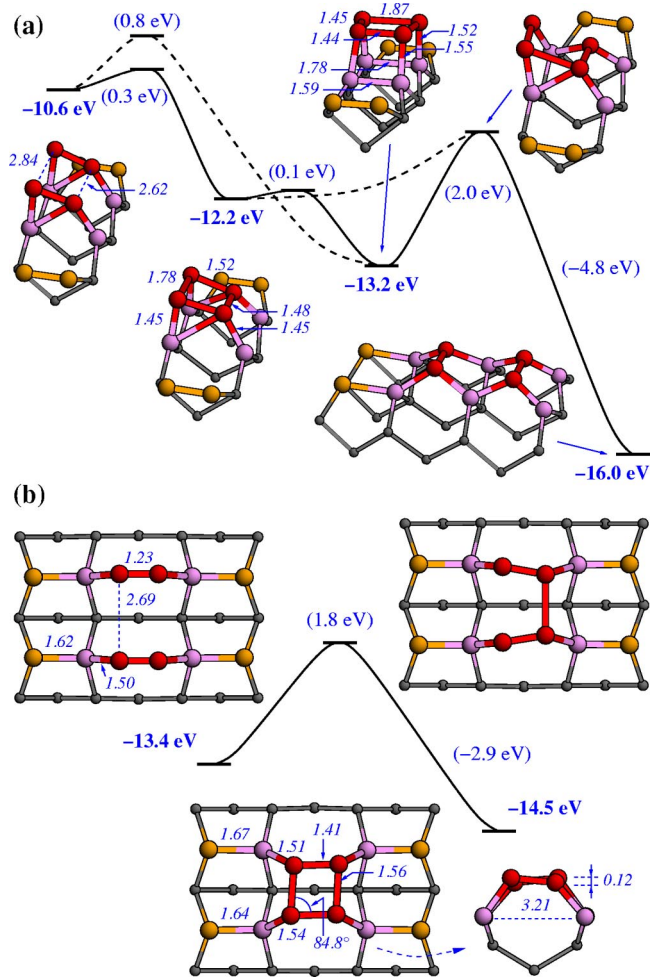 (a)
(0.8 eV)
(0.3 eV)
−10.6 eV
1.45
1.87
1.44
1.52
1.55
1.78
1.59
2.84
2.62
(0.1 eV)
−12.2 eV
(2.0 eV)
−13.2 eV
(−4.8 eV)
1.52
1.78
1.48
1.45
1.45
−16.0 eV
(b)
1.23
2.69
1.62
1.50
(1.8 eV)
−13.4 eV
(−2.9 eV)
−14.5 eV
1.67
1.51
1.41
1.56
1.64
1.54
84.8°
3.21
0.12